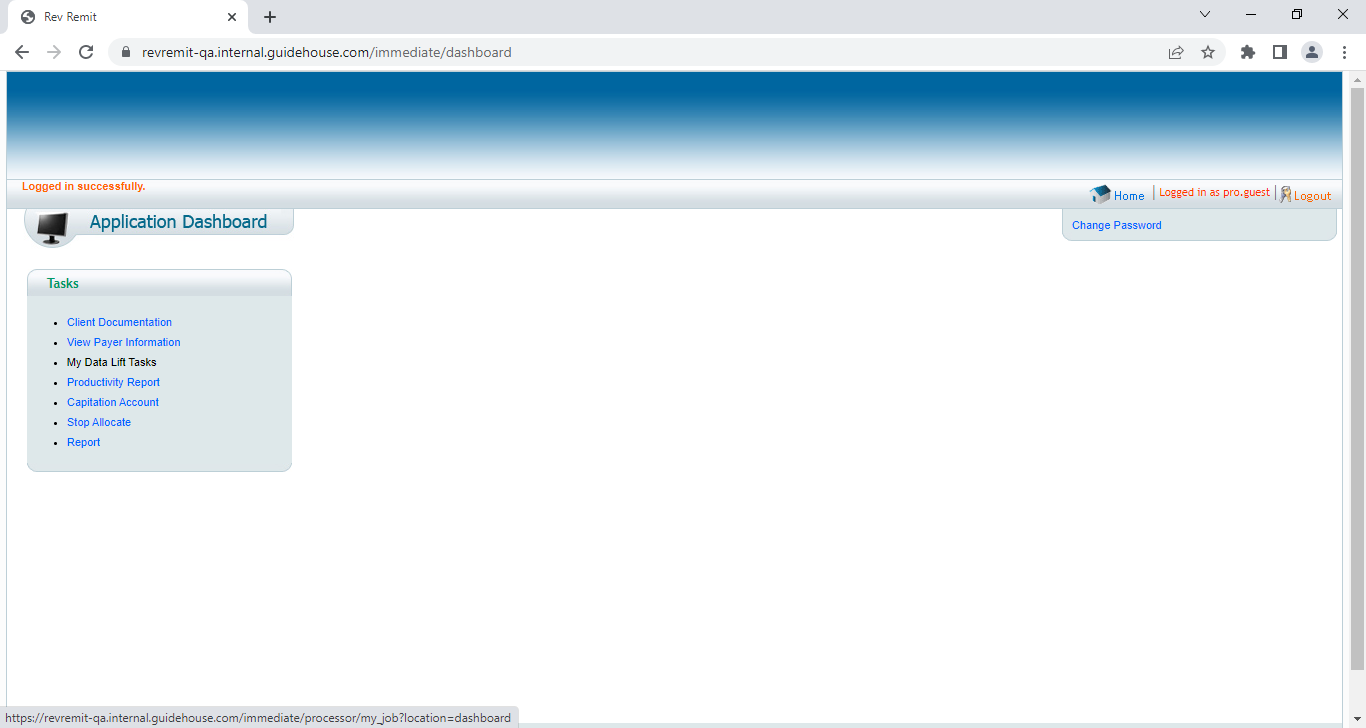 Rev Remit
revremit-qa.internal.guidehouse.com/immediate/dashboard
Logged in successfully.
Home
Logged in as pro.guest
Logout
Application Dashboard
Change Password
Tasks
Client Documentation
View Payer Information
My Data Lift Tasks
Productivity Report
Capitation Account
Stop Allocate
Report
https://revremit-qa.internal.guidehouse.com/immediate/processor/my_job?location=dashboard